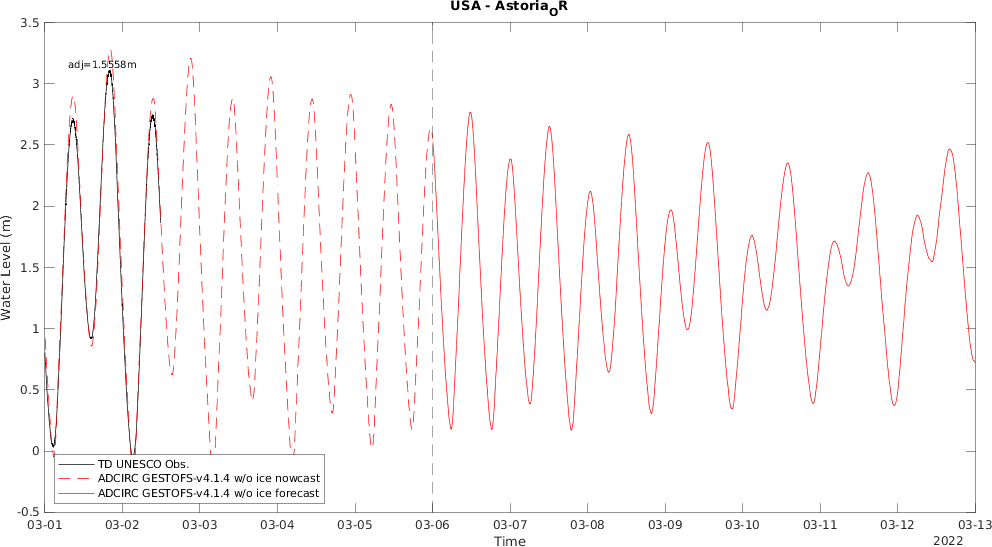 USA - AstoriaOR
adj=1.5558m
3.5
3
2.5
2
1.5
1
0.5
0
-0.5
Water Level (m)
TD UNESCO Obs.
ADCIRC GESTOFS-v4.1.4 w/o ice nowcast
ADCIRC GESTOFS-v4.1.4 w/o ice forecast
03-01 03-02 03-03 03-04 03-05 03-06 03-07 03-08 03-09 03-10 03-11 03-12 03-13
Time
2022